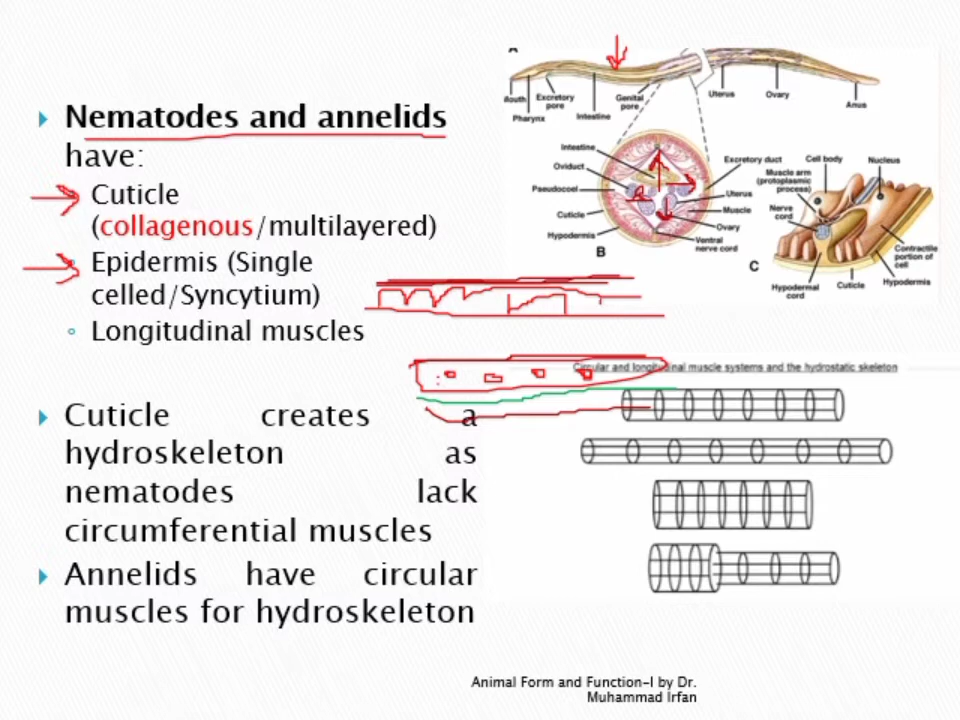 Nematodes and annelids
have:
Cuticle
(collagenous/multilayered)
Epidermis (Single
celled/Syncytium)
Longitudinal muscles
Cuticle creates a
hydroskeleton as
nematodes lack
circumferential muscles
Annelids have circular
muscles for hydroskeleton
A
Mouth
Excretory
pore
Pharynx
Intestine
Genital
pore
Uterus
Ovary
Anus
Intestine
Oviduct
Pseudocoel
Cuticle
Hypodermis
B
Excretory duct
Uterus
Muscle
Ovary
Ventral
nerve cord
Cell body
Nucleus
Muscle arm
(protoplasmic
process)
Nerve
cord
C
Hypodermal
cord
Cuticle
Hypodermis
Contractile
portion of
cell
Circular and longitudinal muscle systems and the hydrostatic skeleton
Animal Form and Function-I by Dr.
Muhammad Irfan